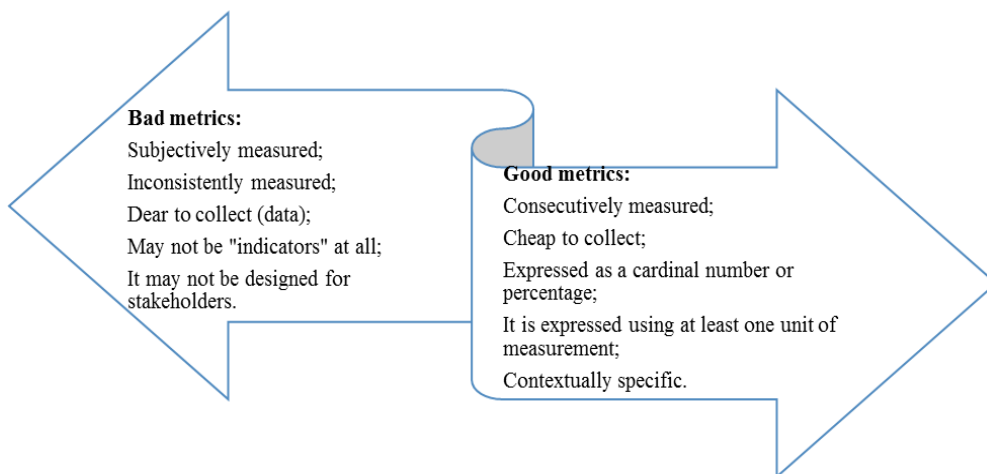 Bad metrics:
Subjectively measured;
Inconsistently measured;
Dear to collect (data);
May not be "indicators" at all;
It may not be designed for
stakeholders.
Good metrics:
Consecutively measured;
Cheap to collect;
Expressed as a cardinal number or
percentage;
It is expressed using at least one unit of
measurement;
Contextually specific.